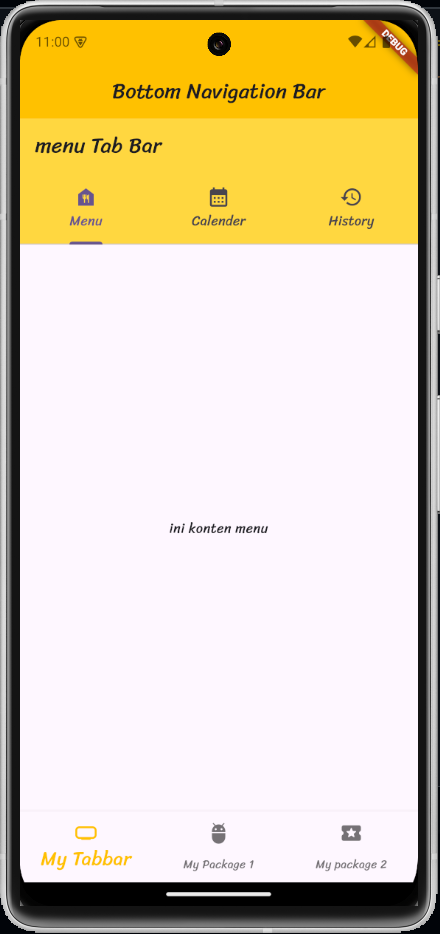 11:00
DEBUG
Bottom Navigation Bar
menu Tab Bar
Menu Calender History
ini konten menu
My Tabbar My Package 1 My package 2